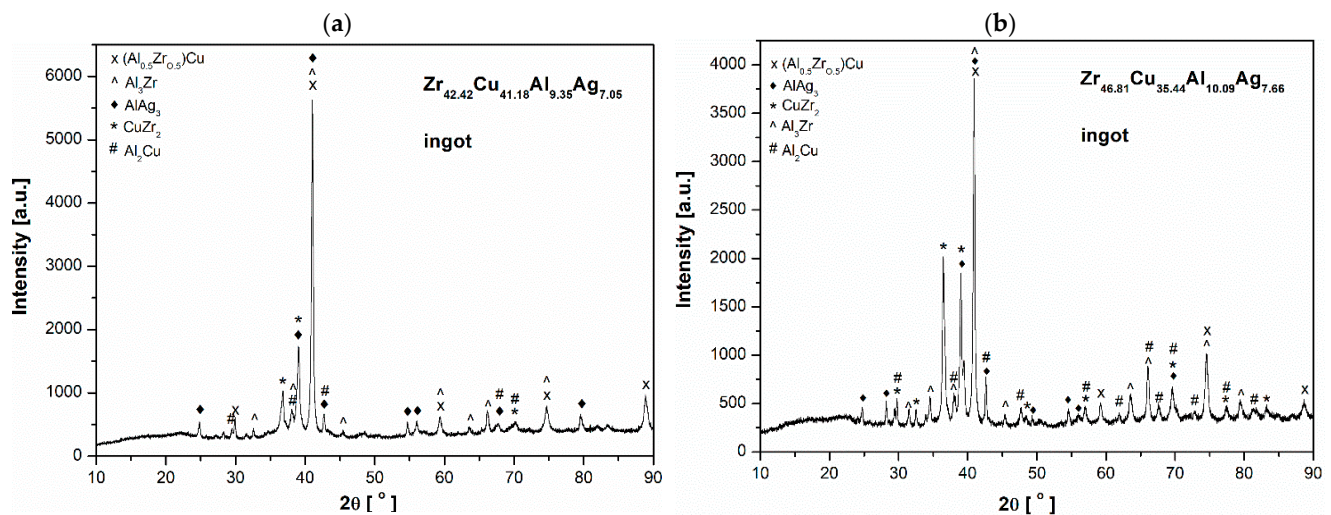 (a)
x (Al0.5Zr0.5)Cu
^ Al3Zr
♦ AlAg3
* CuZr2
# Al2Cu
Zr42.42Cu41.18Al9.35Ag7.05
ingot
Intensity [a.u.]
6000
5000
4000
3000
2000
1000
0
10 20 30 40 50 60 70 80 90
2θ [ ° ]
(b)
x (Al0.5Zr0.5)Cu
♦ AlAg3
* CuZr2
^ Al3Zr
# Al2Cu
Zr46.81Cu35.44Al10.09Ag7.66
ingot
Intensity [a.u.]
4000
3500
3000
2500
2000
1500
1000
500
0
10 20 30 40 50 60 70 80 90
2θ [ ° ]